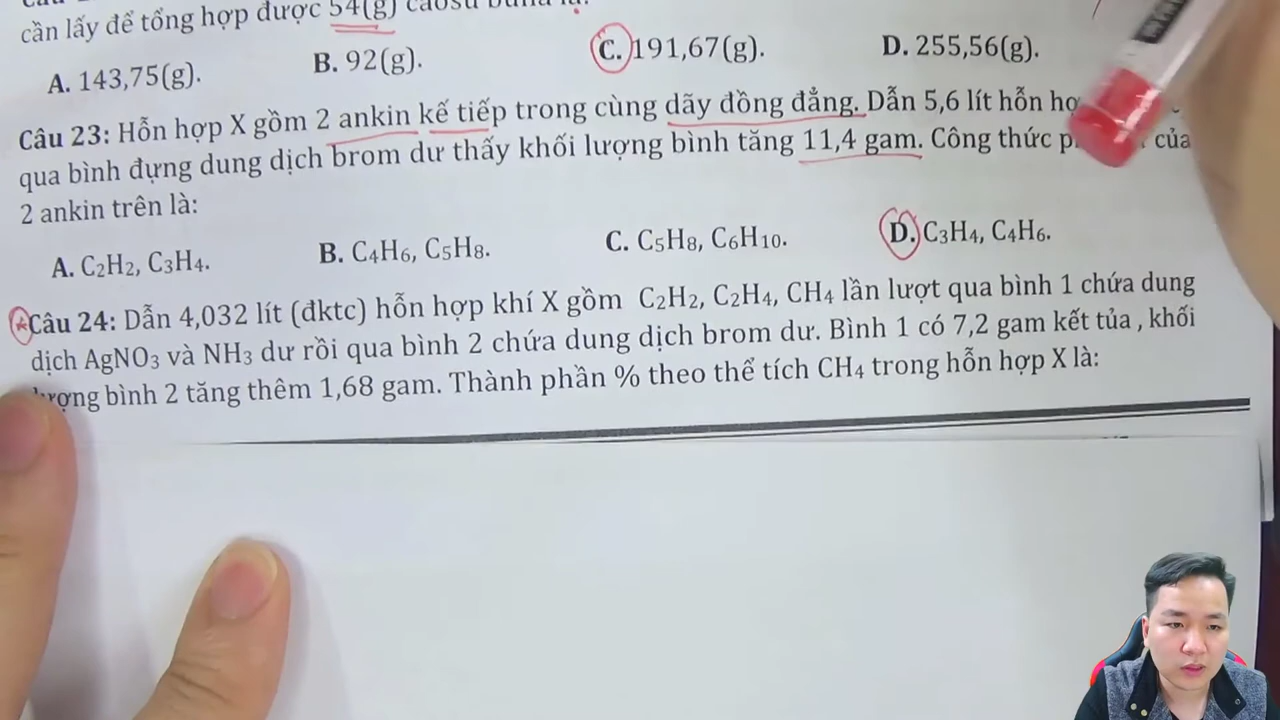 cần lấy để tổng hợp được 54(g) caosu buna là:
A. 143,75(g). B. 92(g). C. 191,67(g). D. 255,56(g).
Câu 23: Hỗn hợp X gồm 2 ankin kế tiếp trong cùng dãy đồng đẳng. Dẫn 5,6 lít hỗn
qua bình đựng dung dịch brom dư thấy khối lượng bình tăng 11,4 gam. Công thức của
2 ankin trên là:
A. C₂H₂, C₃H₄. B. C₄H₆, C₅H₈. C. C₅H₈, C₆H₁₀. D. C₃H₄, C₄H₆.
*Câu 24: Dẫn 4,032 lít (đktc) hỗn hợp khí X gồm C₂H₂, C₂H₄, CH₄ lần lượt qua bình 1 chứa dung
dịch AgNO₃ và NH₃ dư rồi qua bình 2 chứa dung dịch brom dư. Bình 1 có 7,2 gam kết tủa , khối
lượng bình 2 tăng thêm 1,68 gam. Thành phần % theo thể tích CH₄ trong hỗn hợp X là: